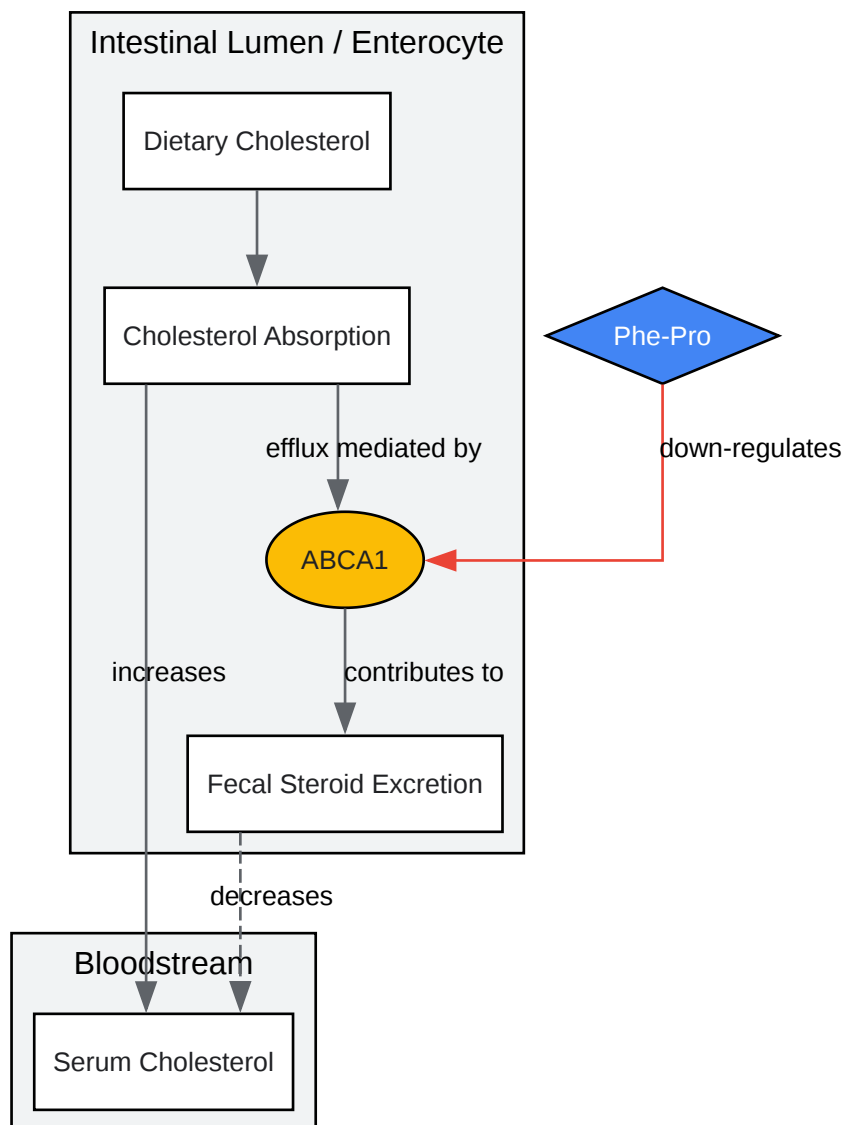 Intestinal Lumen / Enterocyte
Dietary Cholesterol
Cholesterol Absorption
Phe-Pro
efflux mediated by
down-regulates
ABCA1
increases
contributes to
Fecal Steroid Excretion
decreases
Bloodstream
Serum Cholesterol